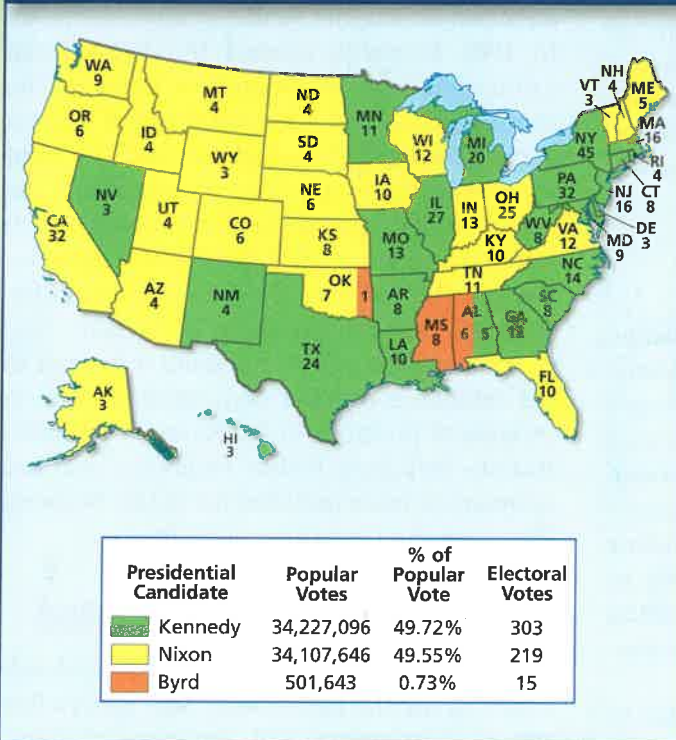 WA
9
OR
6
CA
32
NV
3
ID
4
MT
4
WY
3
UT
4
AZ
4
CO
6
NM
4
ND
4
SD
4
NE
6
KS
8
OK
7
1
TX
24
MN
11
IA
10
MO
13
AR
8
LA
10
WI
12
IL
27
MI
20
IN
13
OH
25
KY
10
TN
11
MS
8
AL
6 5
GA
12
FL
10
SC
8
NC
14
VA
12
WV
8
PA
32
NY
45
VT
3
NH
4
ME
5
MA
16
RI
4
CT
8
NJ
16
DE
3
MD
9
AK
3
HI
3
Presidential Candidate Popular Votes % of Popular Vote Electoral Votes
Kennedy 34,227,096 49.72% 303
Nixon 34,107,646 49.55% 219
Byrd 501,643 0.73% 15